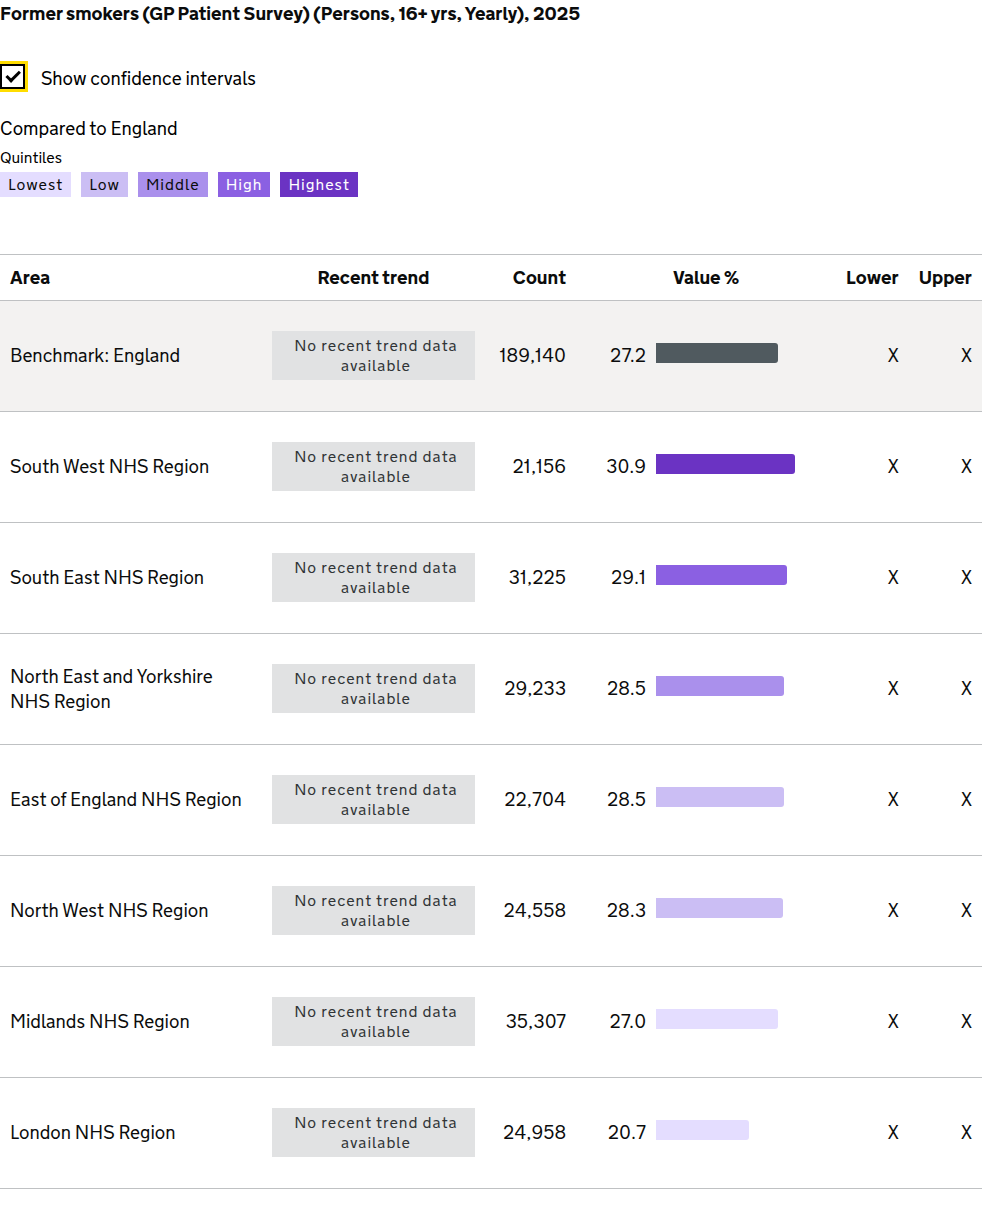 Former smokers (GP Patient Survey) (Persons, 16+ yrs, Yearly), 2025
Show confidence intervals
Compared to England
Quintiles
Lowest Low Middle High Highest
Area Recent trend Count Value % Lower Upper
Benchmark: England No recent trend data available 189,140 27.2 X X
South West NHS Region No recent trend data available 21,156 30.9 X X
South East NHS Region No recent trend data available 31,225 29.1 X X
North East and Yorkshire NHS Region No recent trend data available 29,233 28.5 X X
East of England NHS Region No recent trend data available 22,704 28.5 X X
North West NHS Region No recent trend data available 24,558 28.3 X X
Midlands NHS Region No recent trend data available 35,307 27.0 X X
London NHS Region No recent trend data available 24,958 20.7 X X